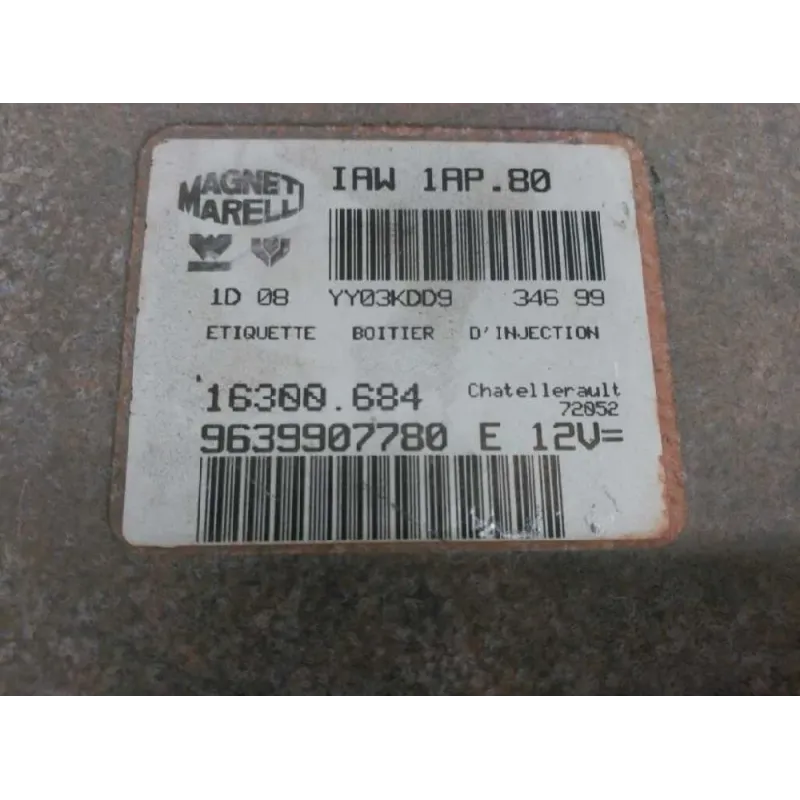 MAGNETI MARELLI
IAW 1AP.80
1D 08 YY03KDD9 346 99
ETIQUETTE BOITIER D'INJECTION
16300.684 Chatellerault
72052
9639907780 E 12V=